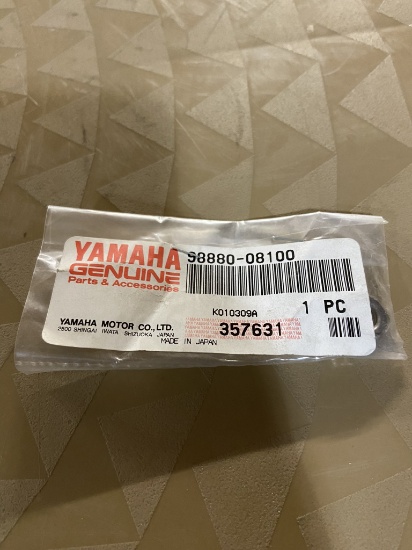 YAMAHA
GENUINE
Parts & Accessories
98880-08100
K010309A
1 PC
YAMAHA MOTOR CO.,LTD.
2500 SHINGAI IWATA SHIZUOKA JAPAN
357631
MADE IN JAPAN